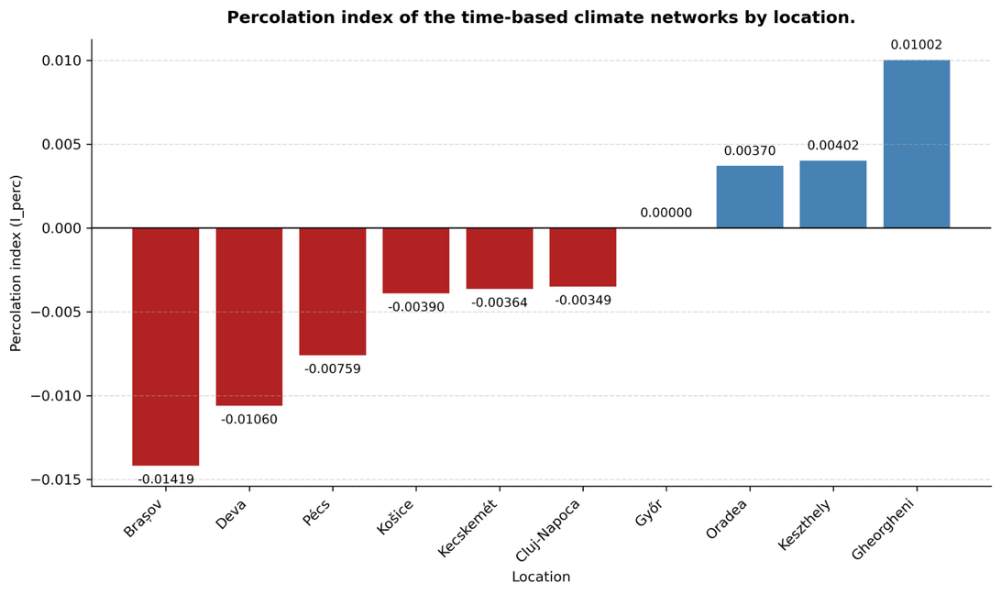 Percolation index of the time-based climate networks by location.
Percolation index (I_perc)
0.010
0.005
0.000
−0.005
−0.010
−0.015
-0.01419
-0.01060
-0.00759
-0.00390
-0.00364
-0.00349
0.00000
0.00370
0.00402
0.01002
Brașov
Deva
Pécs
Košice
Kecskemét
Cluj-Napoca
Győr
Oradea
Keszthely
Gheorgheni
Location